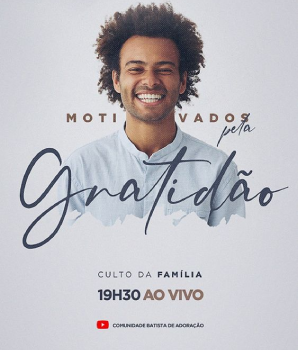 MOTIVADOS
pela
Gratidão
CULTO DA FAMÍLIA
19H30 AO VIVO
COMUNIDADE BATISTA DE ADORAÇÃO